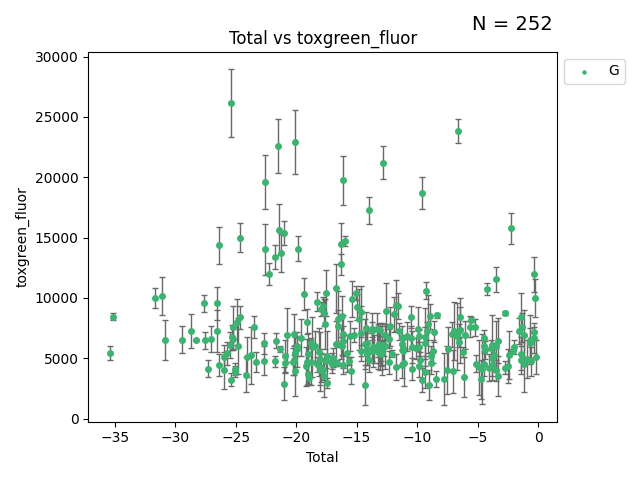 N = 252
Total vs toxgreen_fluor
G
toxgreen_fluor
30000
25000
20000
15000
10000
5000
0
−35 −30 −25 −20 −15 −10 −5 0
Total